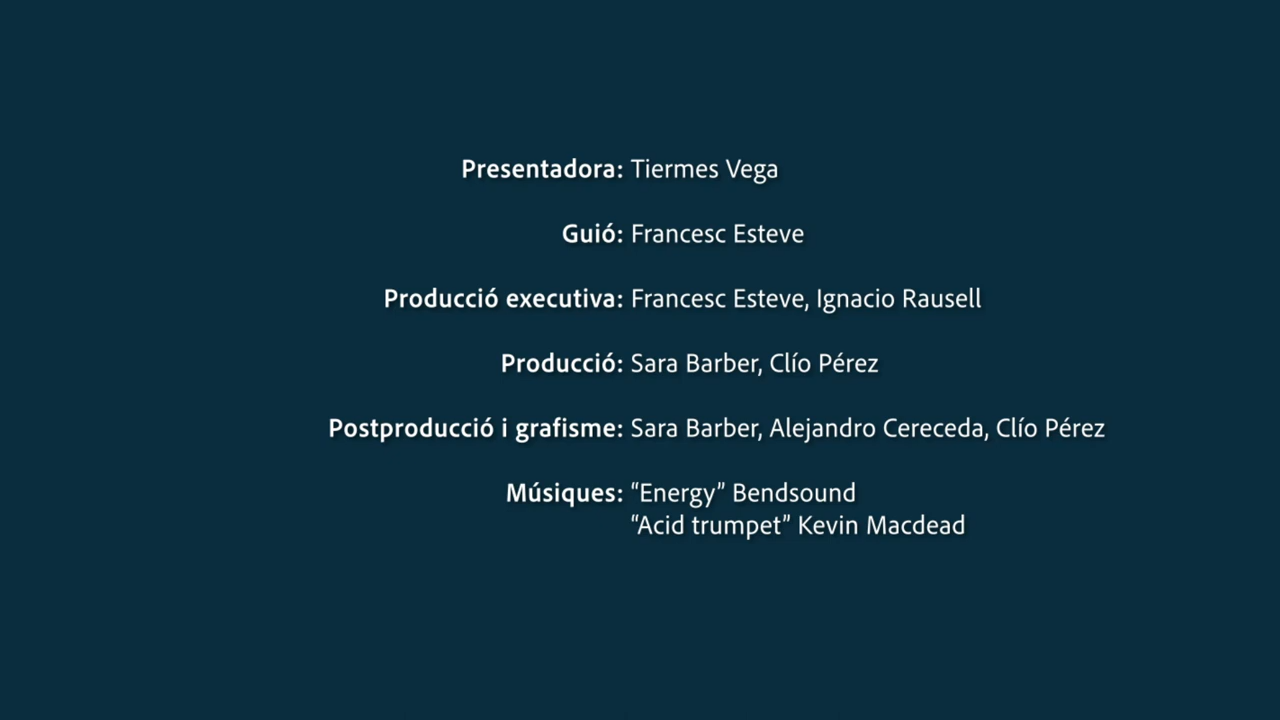 Presentadora: Tiermes Vega
Guió: Francesc Esteve
Producció executiva: Francesc Esteve, Ignacio Rausell
Producció: Sara Barber, Clío Pérez
Postproducció i grafisme: Sara Barber, Alejandro Cereceda, Clío Pérez
Músiques: “Energy” Bendsound
“Acid trumpet” Kevin Macdead